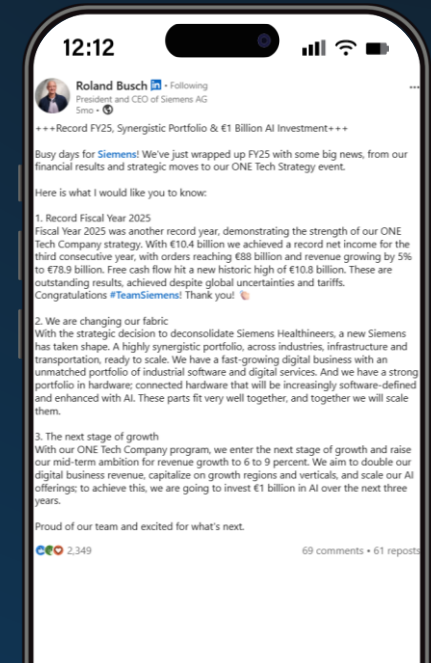 12:12
Roland Busch in • Following
President and CEO of Siemens AG
5mo •
+++Record FY25, Synergistic Portfolio & €1 Billion AI Investment+++
Busy days for Siemens! We've just wrapped up FY25 with some big news, from our
financial results and strategic moves to our ONE Tech Strategy event.
Here is what I would like you to know:
1. Record Fiscal Year 2025
Fiscal Year 2025 was another record year, demonstrating the strength of our ONE
Tech Company strategy. With €10.4 billion we achieved a record net income for the
third consecutive year, with orders reaching €88 billion and revenue growing by 5%
to €78.9 billion. Free cash flow hit a new historic high of €10.8 billion. These are
outstanding results, achieved despite global uncertainties and tariffs.
Congratulations #TeamSiemens! Thank you! 👏🏻
2. We are changing our fabric
With the strategic decision to deconsolidate Siemens Healthineers, a new Siemens
has taken shape. A highly synergistic portfolio, across industries, infrastructure and
transportation, ready to scale. We have a fast-growing digital business with an
unmatched portfolio of industrial software and digital services. And we have a strong
portfolio in hardware; connected hardware that will be increasingly software-defined
and enhanced with AI. These parts fit very well together, and together we will scale
them.
3. The next stage of growth
With our ONE Tech Company program, we enter the next stage of growth and raise
our mid-term ambition for revenue growth to 6 to 9 percent. We aim to double our
digital business revenue, capitalize on growth regions and verticals, and scale our AI
offerings; to achieve this, we are going to invest €1 billion in AI over the next three
years.
Proud of our team and excited for what's next.
2,349 69 comments • 61 reposts